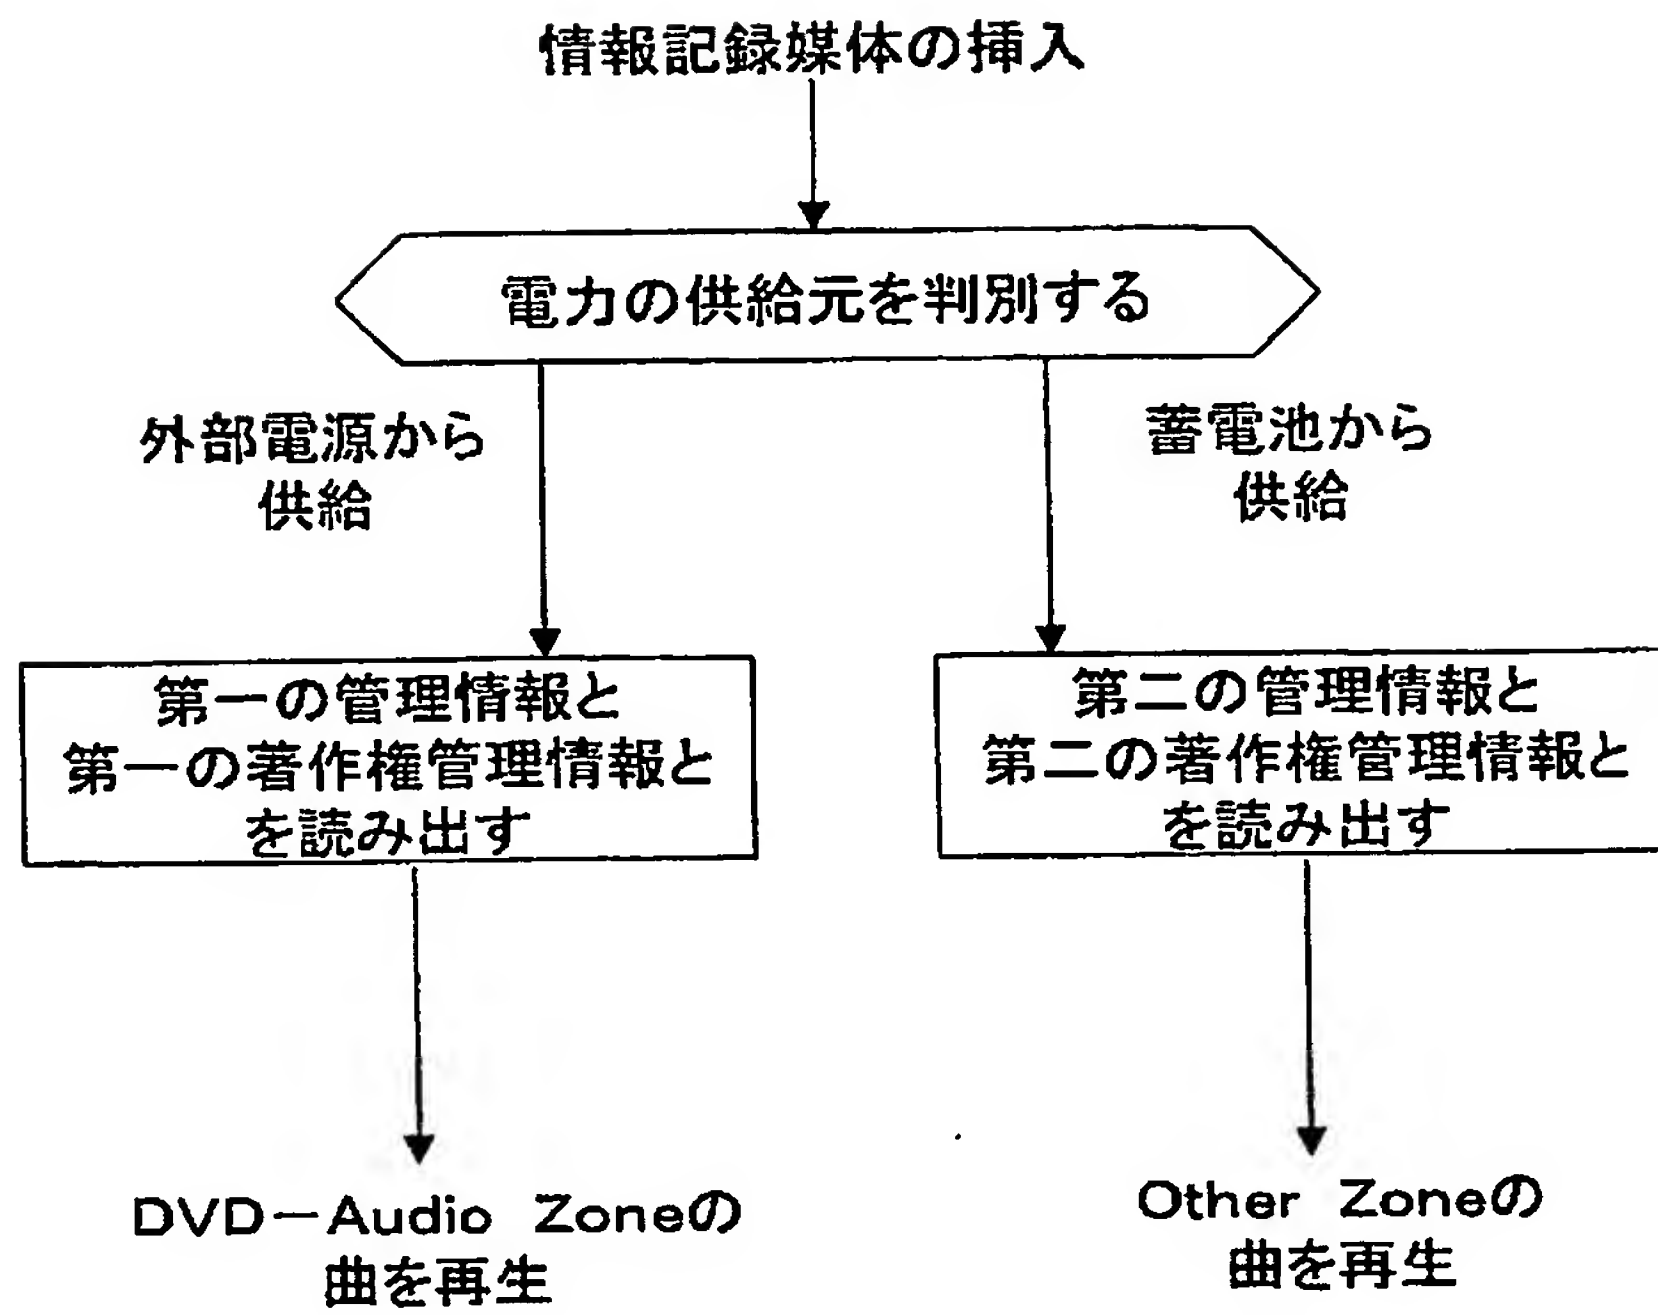 情報記録媒体の挿入
電力の供給元を判別する
外部電源から
供給
蓄電池から
供給
第一の管理情報と
第一の著作権管理情報と
を読み出す
第二の管理情報と
第二の著作権管理情報と
を読み出す
DVD－Audio Zoneの
曲を再生
Other Zoneの
曲を再生